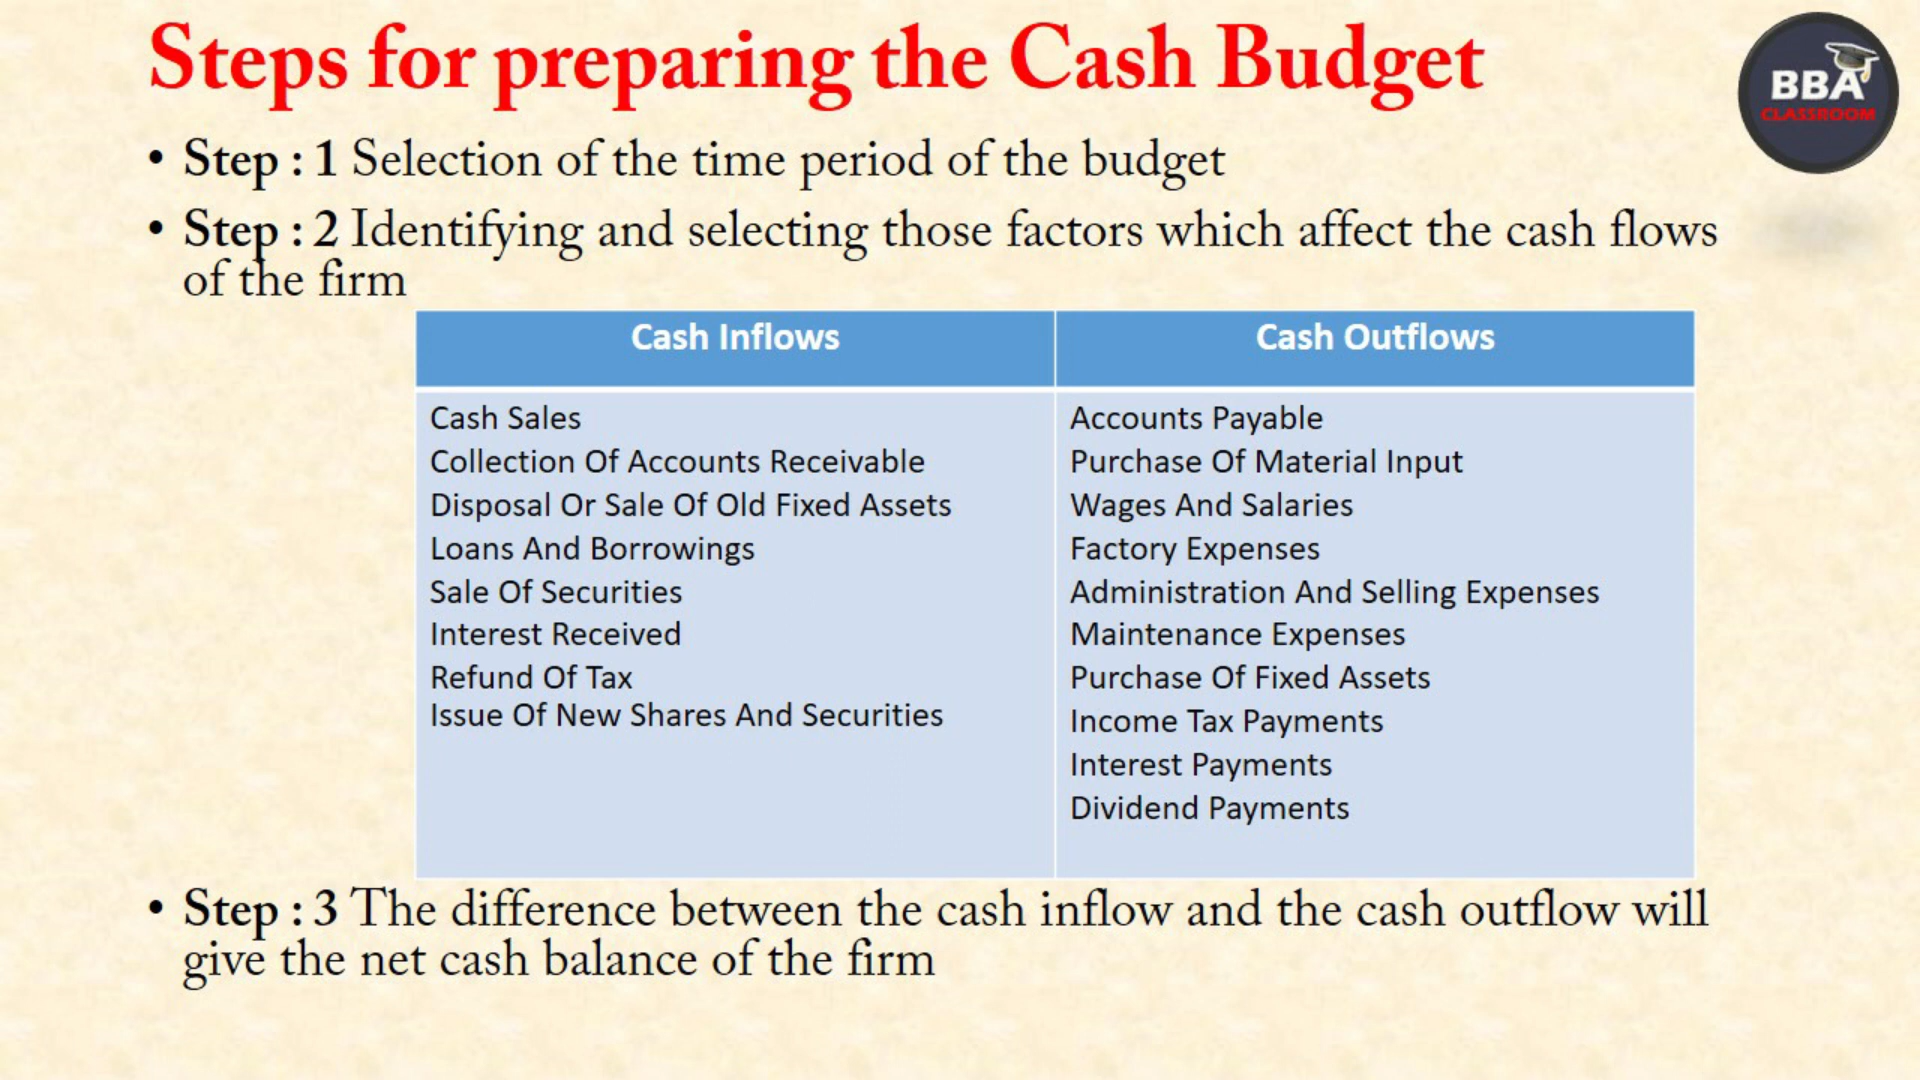 Steps for preparing the Cash Budget
BBA
CLASSROOM
• Step : 1 Selection of the time period of the budget
• Step : 2 Identifying and selecting those factors which affect the cash flows
of the firm
Cash Inflows
Cash Sales
Collection Of Accounts Receivable
Disposal Or Sale Of Old Fixed Assets
Loans And Borrowings
Sale Of Securities
Interest Received
Refund Of Tax
Issue Of New Shares And Securities
Cash Outflows
Accounts Payable
Purchase Of Material Input
Wages And Salaries
Factory Expenses
Administration And Selling Expenses
Maintenance Expenses
Purchase Of Fixed Assets
Income Tax Payments
Interest Payments
Dividend Payments
• Step : 3 The difference between the cash inflow and the cash outflow will
give the net cash balance of the firm